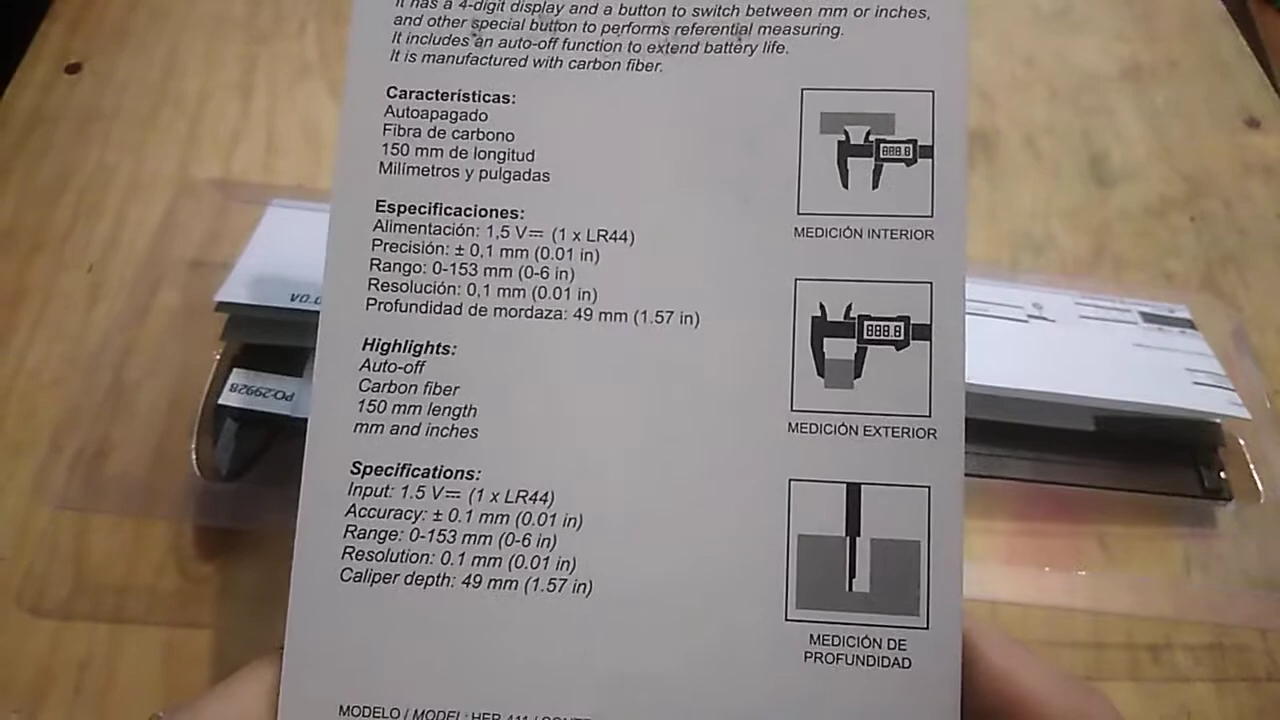 It has a 4-digit display and a button to switch between mm or inches,
and other special button to performs referential measuring.
It includes an auto-off function to extend battery life.
It is manufactured with carbon fiber.
Características:
Autoapagado
Fibra de carbono
150 mm de longitud
Milímetros y pulgadas
Especificaciones:
Alimentación: 1,5 V⎓ (1 x LR44)
Precisión: ± 0,1 mm (0.01 in)
Rango: 0-153 mm (0-6 in)
Resolución: 0,1 mm (0.01 in)
Profundidad de mordaza: 49 mm (1.57 in)
Highlights:
Auto-off
Carbon fiber
150 mm length
mm and inches
Specifications:
Input: 1.5 V⎓ (1 x LR44)
Accuracy: ± 0.1 mm (0.01 in)
Range: 0-153 mm (0-6 in)
Resolution: 0.1 mm (0.01 in)
Caliper depth: 49 mm (1.57 in)
888.8
MEDICIÓN INTERIOR
888.8
MEDICIÓN EXTERIOR
MEDICIÓN DE
PROFUNDIDAD
MODELO / MODEL: HER-411
V0.0
PO:29928